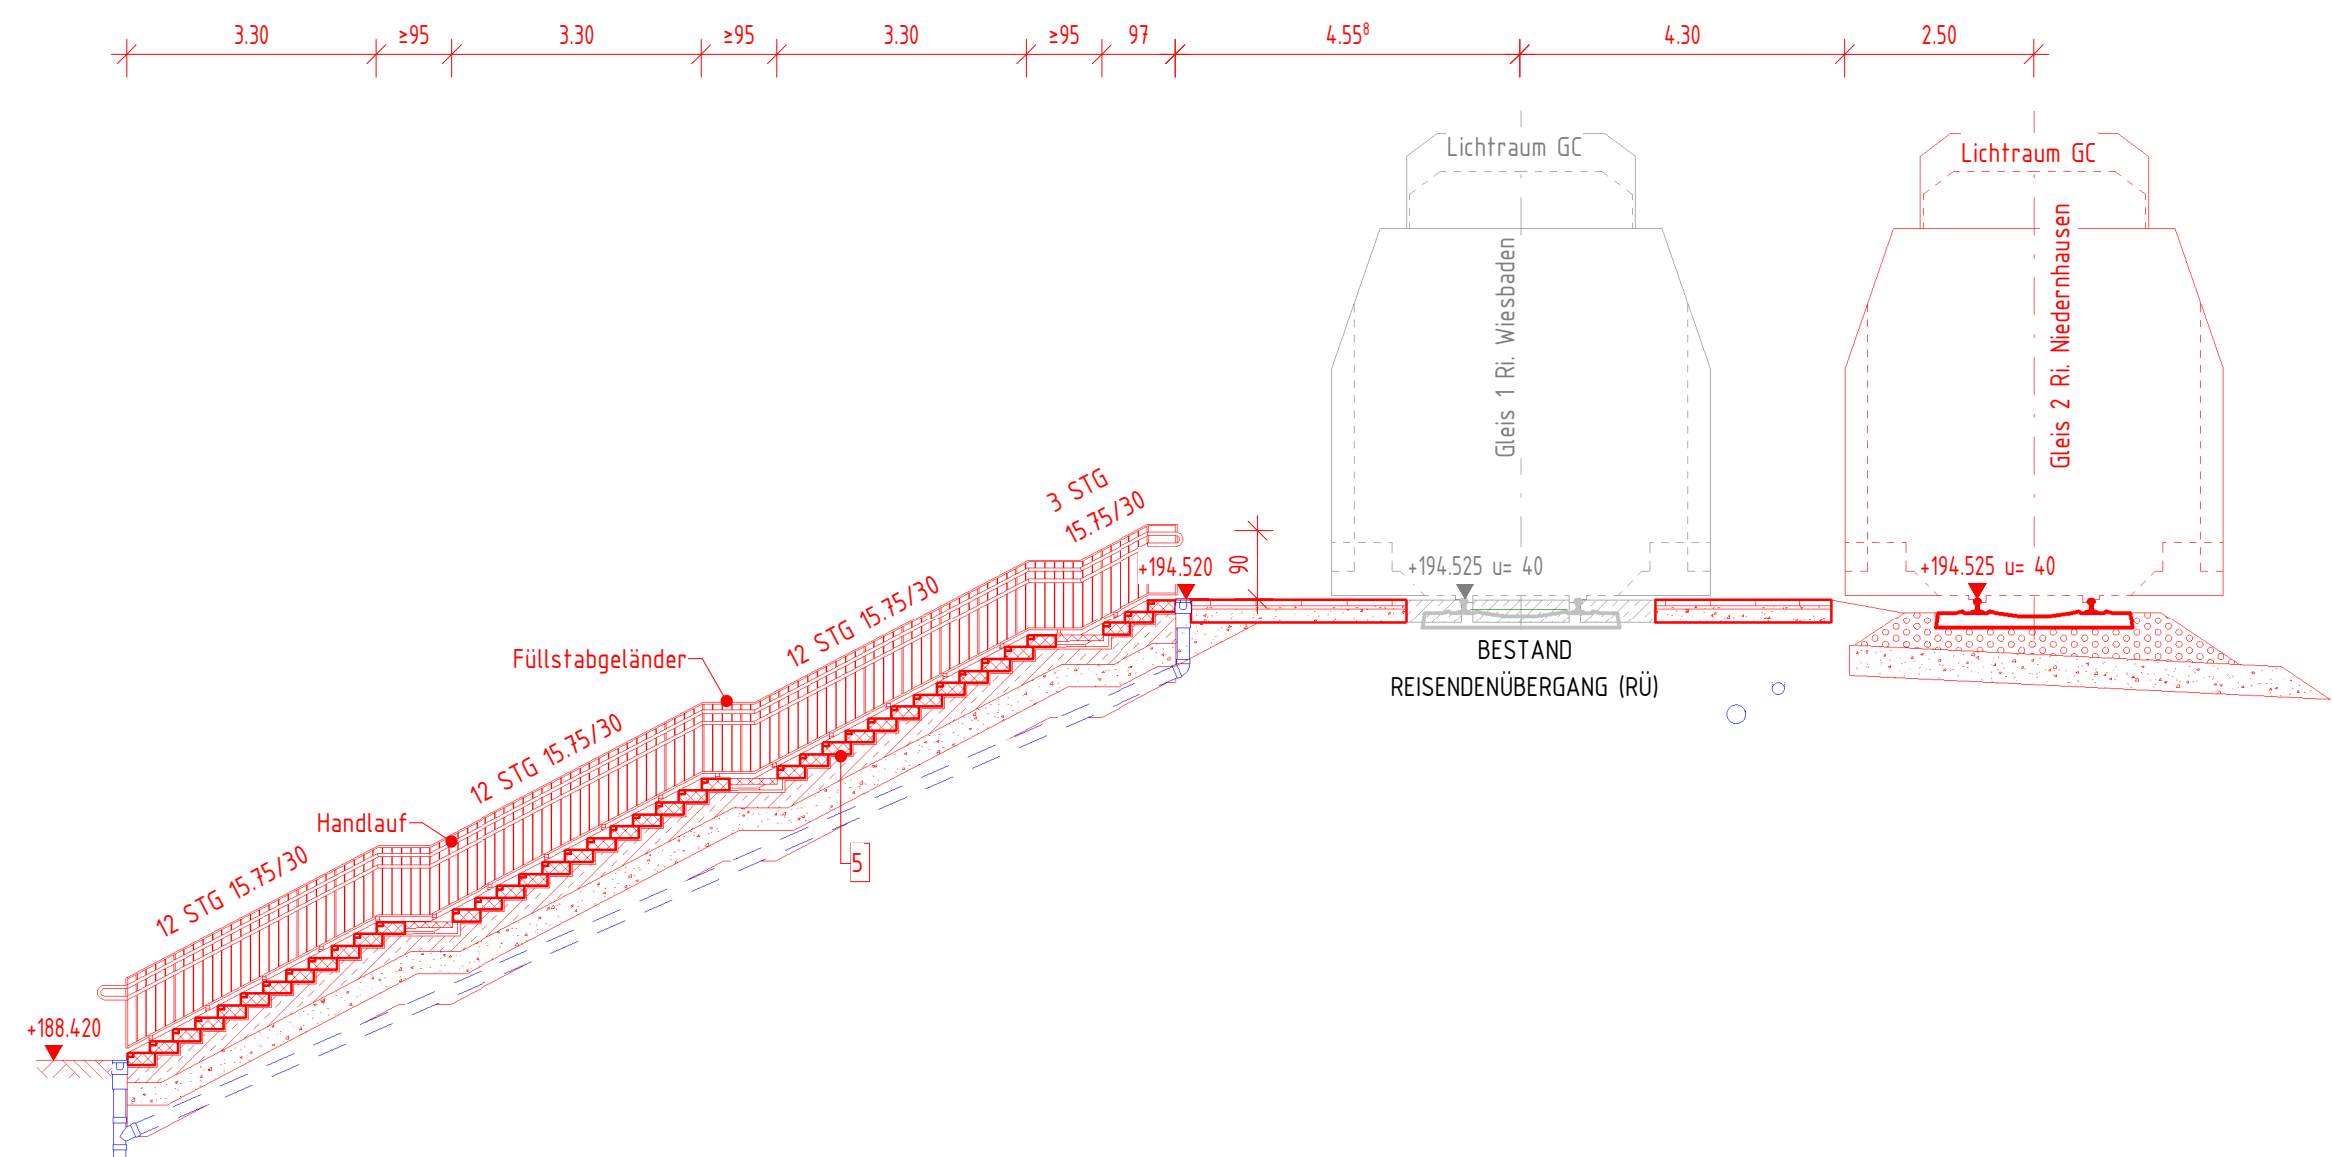 3.30
≥95
3.30
≥95
3.30
≥95
97
4.55⁸
4.30
2.50
Lichtraum GC
Lichtraum GC
Gleis 1 Ri. Wiesbaden
Gleis 2 Ri. Niedernhausen
3 STG
15.75/30
+194.520
90
+194.525 u= 40
+194.525 u= 40
12 STG 15.75/30
Füllstabgeländer
BESTAND
REISENDENÜBERGANG (RÜ)
12 STG 15.75/30
Handlauf
5
12 STG 15.75/30
+188.420